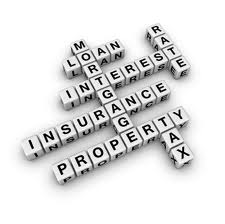 MORTGAGE
LOAN
RATE
INTEREST
INSURANCE
PROPERTY
TAX